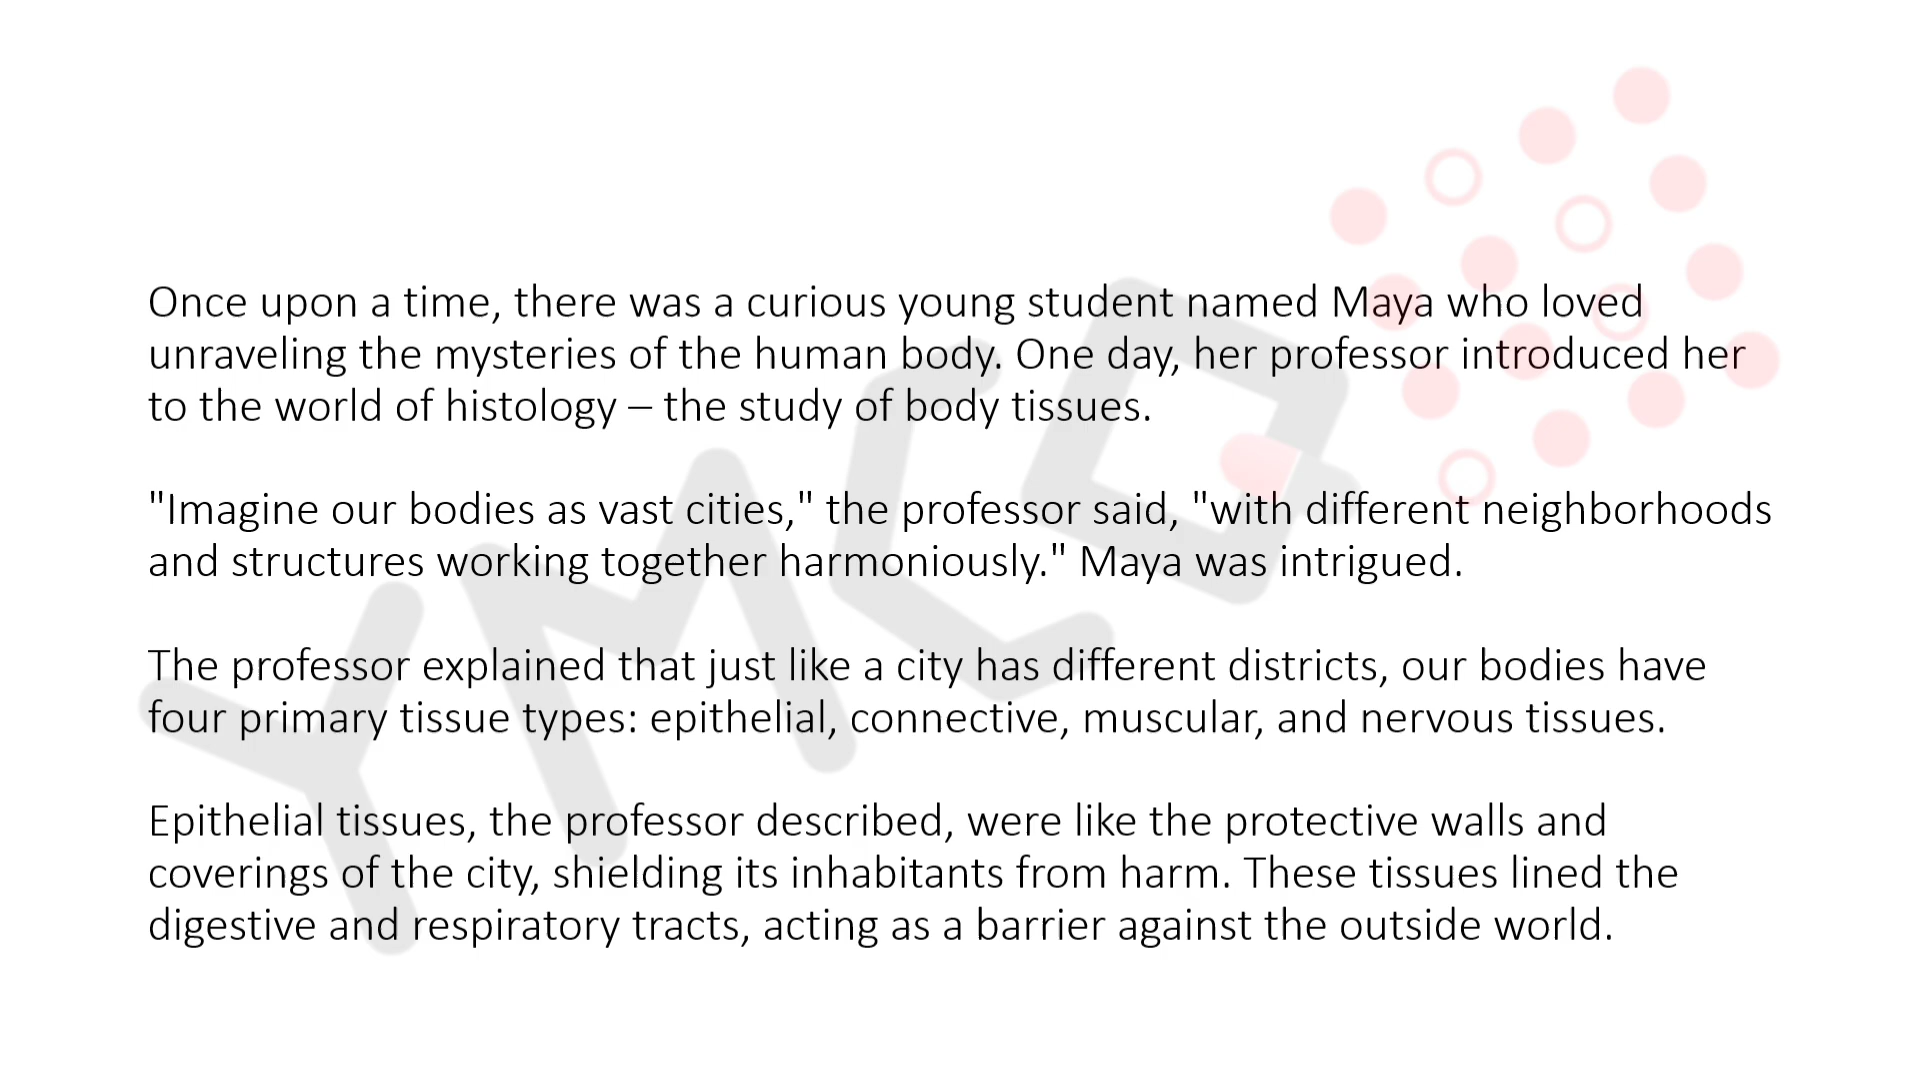 Once upon a time, there was a curious young student named Maya who loved
unraveling the mysteries of the human body. One day, her professor introduced her
to the world of histology – the study of body tissues.
"Imagine our bodies as vast cities," the professor said, "with different neighborhoods
and structures working together harmoniously." Maya was intrigued.
The professor explained that just like a city has different districts, our bodies have
four primary tissue types: epithelial, connective, muscular, and nervous tissues.
Epithelial tissues, the professor described, were like the protective walls and
coverings of the city, shielding its inhabitants from harm. These tissues lined the
digestive and respiratory tracts, acting as a barrier against the outside world.
YMCO